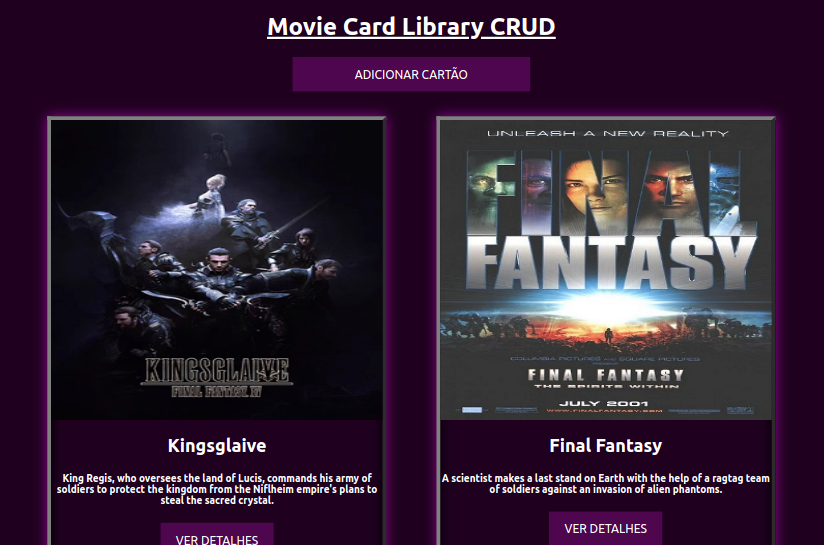 Movie Card Library CRUD
ADICIONAR CARTÃO
KINGSGLAIVE
FINAL FANTASY XV
Kingsglaive
King Regis, who oversees the land of Lucis, commands his army of
soldiers to protect the kingdom from the Niflheim empire's plans to
steal the sacred crystal.
VER DETALHES
UNLEASH A NEW REALITY
FINAL
FANTASY
COLUMBIA PICTURES AND SQUARE PICTURES
FINAL FANTASY
THE SPIRITS WITHIN
JULY 2001
WWW.FINALFANTASY.COM
Final Fantasy
A scientist makes a last stand on Earth with the help of a ragtag team
of soldiers against an invasion of alien phantoms.
VER DETALHES